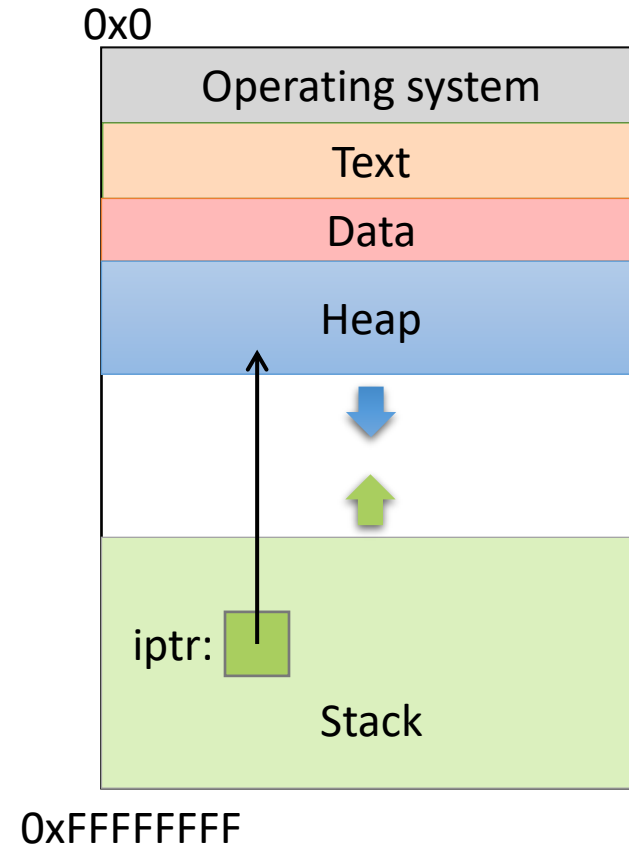 0x0
Operating system
Text
Data
Heap
iptr:
Stack
0xFFFFFFFF